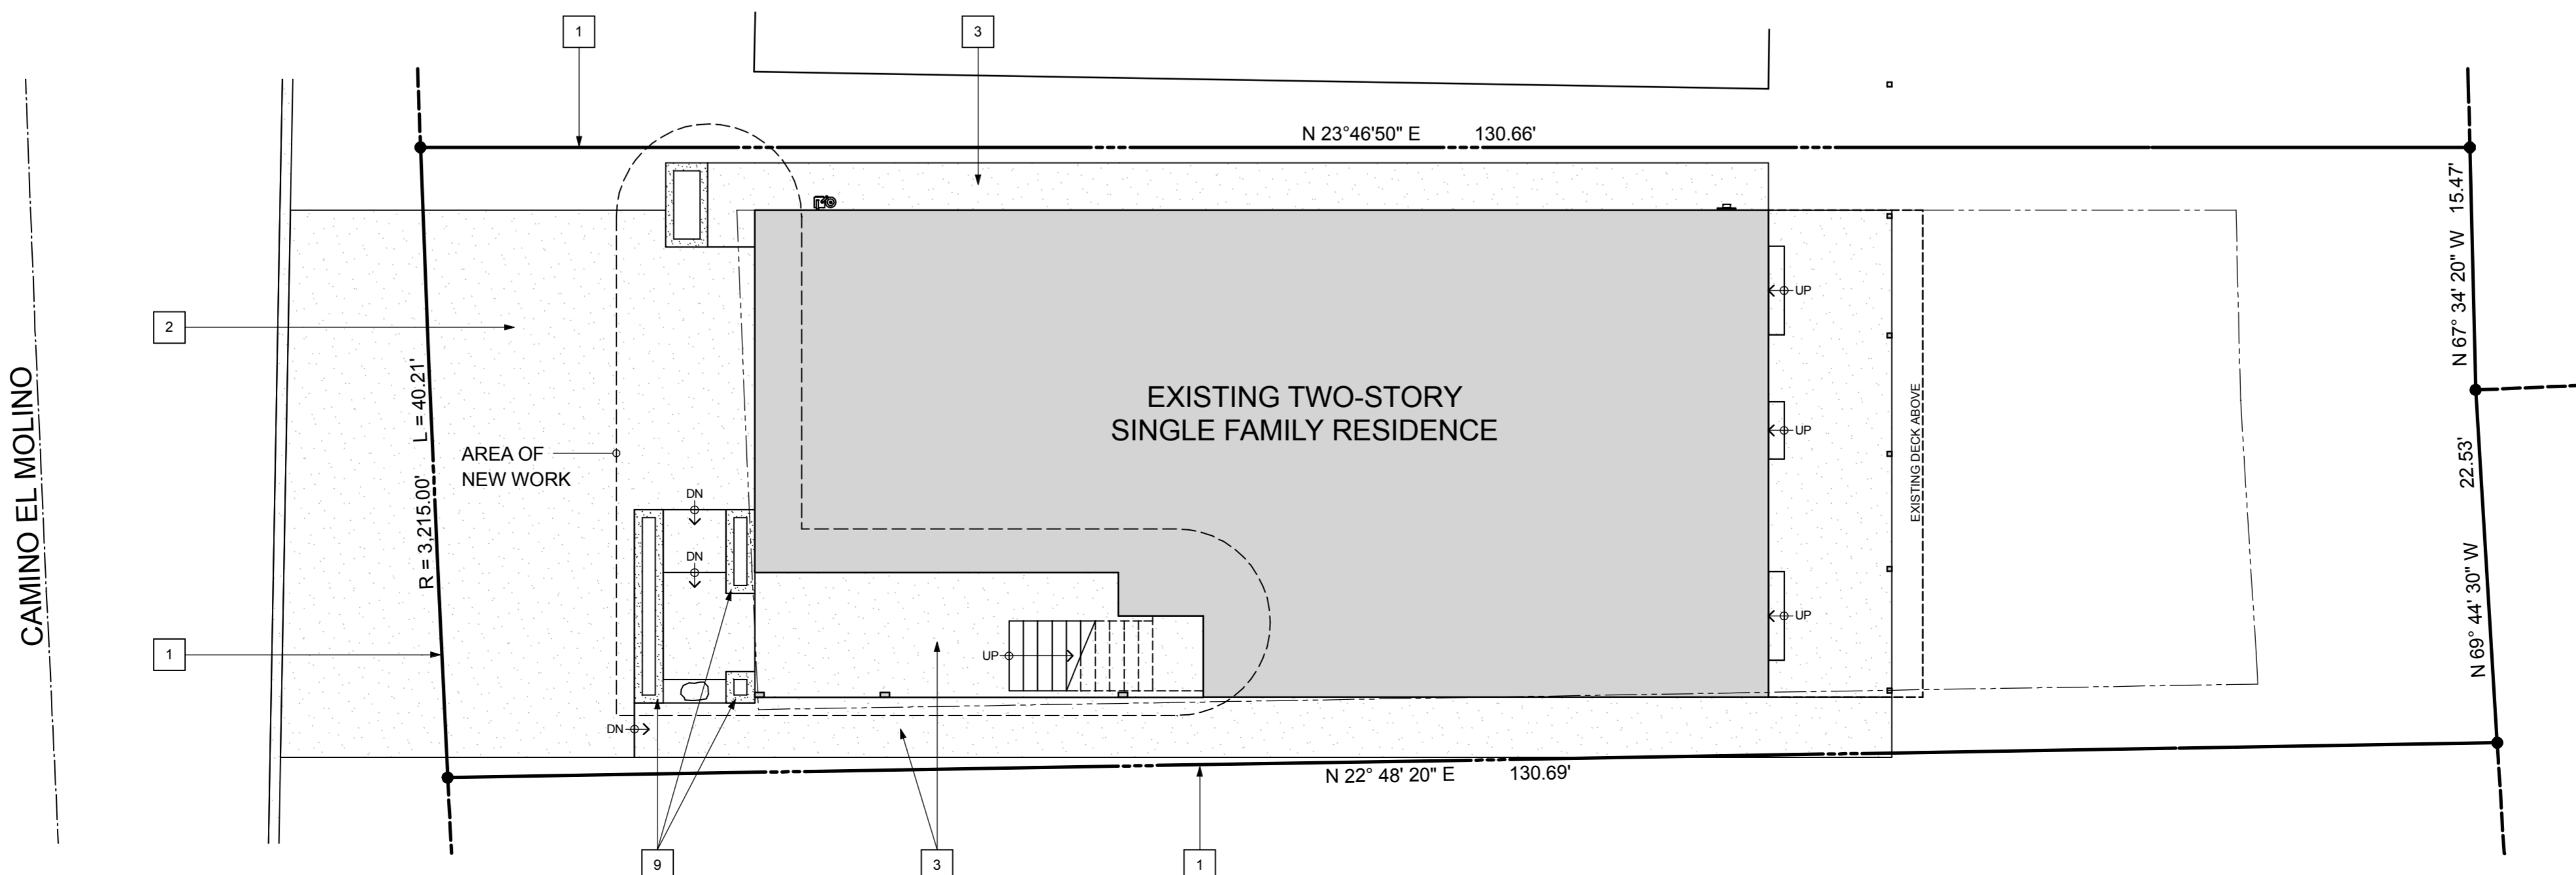 1
3
N 23°46'50" E 130.66'
N 67° 34' 20" W 15.47'
2
UP
CAMINO EL MOLINO
R = 3,215.00' L = 40.21'
EXISTING TWO-STORY
SINGLE FAMILY RESIDENCE
UP
EXISTING DECK ABOVE
AREA OF
NEW WORK
DN
DN
N 69° 44' 30" W 22.53'
UP
1
UP
DN
N 22° 48' 20" E 130.69'
9
3
1